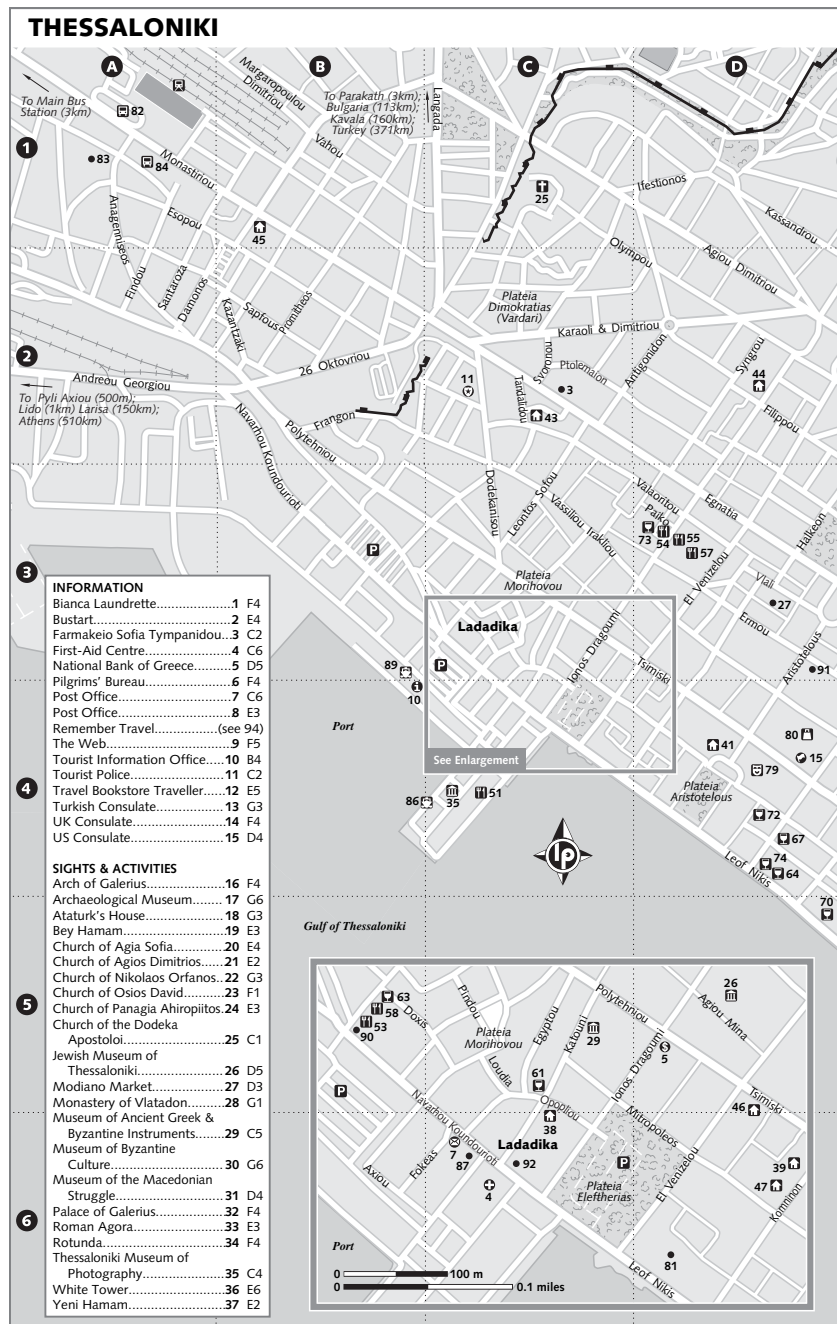 THESSALONIKI
A
B
C
D
To Main Bus
Station (3km)
Margaropoulou
Dimitriou
To Parakath (3km);
Bulgaria (113km);
Kavala (160km);
Turkey (371km)
Langada
82
1
83
84
Monastiriou
Vahou
25
Ifestionos
Kassandrou
Anagenniseos
Esopou
45
Olympou
Agiou Dimitriou
Findou
Santaroza
Damonos
Kazantzaki
Sapfous
Promitheos
Plateia
Dimokratias
(Vardari)
Karaoli & Dimitriou
2
26 Oktovriou
Andreou Georgiou
To Pyli Axiou (500m);
Lido (1km) Larisa (150km);
Athens (510km)
11
Tandalidou
Svoronou
Ptolemaion
3
Antigonidon
Syngrou
44
43
Filippou
Frangon
Navarhou Koundourioti
Polytehniou
Dodekanisou
Leontos Sofou
Vassiliou Irakliou
Valaoritou
Paikou
Egnatia
73
54
55
57
Halkeon
P
3
Plateia
Morihovou
El Venizelou
Vlali
27
Ermou
Ladadika
Ionos Dragoumi
Tsimiski
Aristotelous
91
89
P
10
Port
41
80
15
79
See Enlargement
4
Plateia
Aristotelous
86
35
51
72
67
74
64
lp
Leof Nikis
70
Gulf of Thessaloniki
INFORMATION
Bianca Laundrette.......................1 F4
Bustart.......................2 E4
Farmakeio Sofia Tympanidou...3 C2
First-Aid Centre.......................4 C6
National Bank of Greece..........5 D5
Pilgrims' Bureau.......................6 F4
Post Office.......................7 C6
Post Office.......................8 E3
Remember Travel...............(see 94)
The Web.......................9 F5
Tourist Information Office.....10 B4
Tourist Police.......................11 C2
Travel Bookstore Traveller.....12 E5
Turkish Consulate..................13 G3
UK Consulate.......................14 F4
US Consulate.......................15 D4
SIGHTS & ACTIVITIES
Arch of Galerius.......................16 F4
Archaeological Museum.........17 G6
Ataturk's House.......................18 G3
Bey Hamam.......................19 E3
Church of Agia Sofia...............20 E4
Church of Agios Dimitrios......21 E2
Church of Nikolaos Orfanos..22 G3
Church of Osios David...........23 F1
Church of Panagia Ahiropiitos.24 E3
Church of the Dodeka
Apostoloi.......................25 C1
Jewish Museum of
Thessaloniki.......................26 D5
Modiano Market....................27 D3
Monastery of Vlatadon..........28 G1
Museum of Ancient Greek &
Byzantine Instruments........29 C5
Museum of Byzantine
Culture.......................30 G6
Museum of the Macedonian
Struggle.......................31 D4
Palace of Galerius..................32 F4
Roman Agora.......................33 E3
Rotunda.......................34 F4
Thessaloniki Museum of
Photography.......................35 C4
White Tower.......................36 E6
Yeni Hamam.......................37 E2
5
6
63
58
53
90
Doxis
Pindou
Plateia
Morihovou
Loudia
Egyptou
Katouni
29
Polytehniou
Ionos Dragoumi
5
26
Agiou Mina
P
61
Opopliou
38
Tsimiski
46
Navarhou Koundourioti
Mitropoleos
Ladadika
Axiou
Fokeas
7
87
92
4
P
Plateia
Eleftherias
El Venizelou
39
47
Komninon
Port
81
Leof Nikis
0 100 m
0 0.1 miles